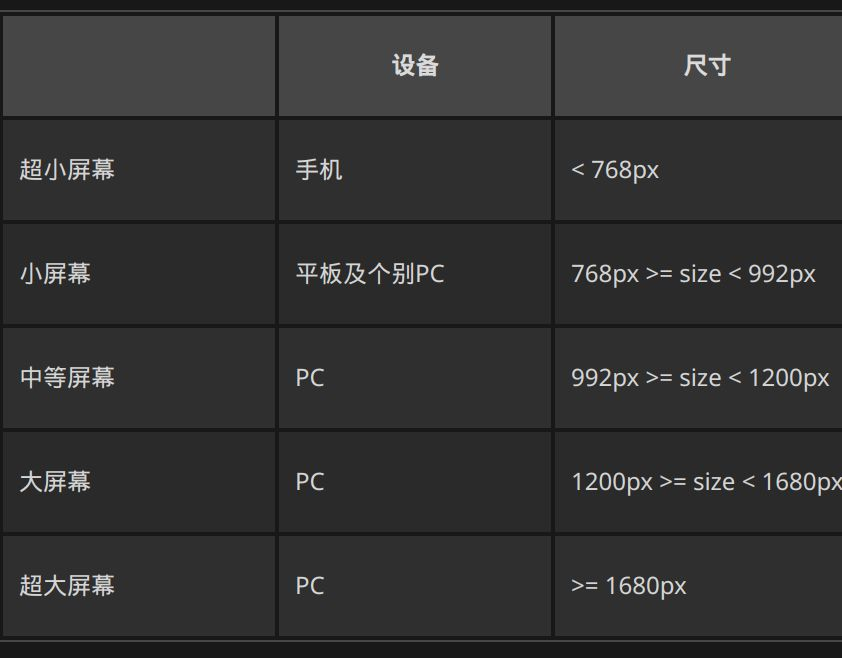 设备 尺寸
超小屏幕 手机 < 768px
小屏幕 平板及个别PC 768px >= size < 992px
中等屏幕 PC 992px >= size < 1200px
大屏幕 PC 1200px >= size < 1680px
超大屏幕 PC >= 1680px